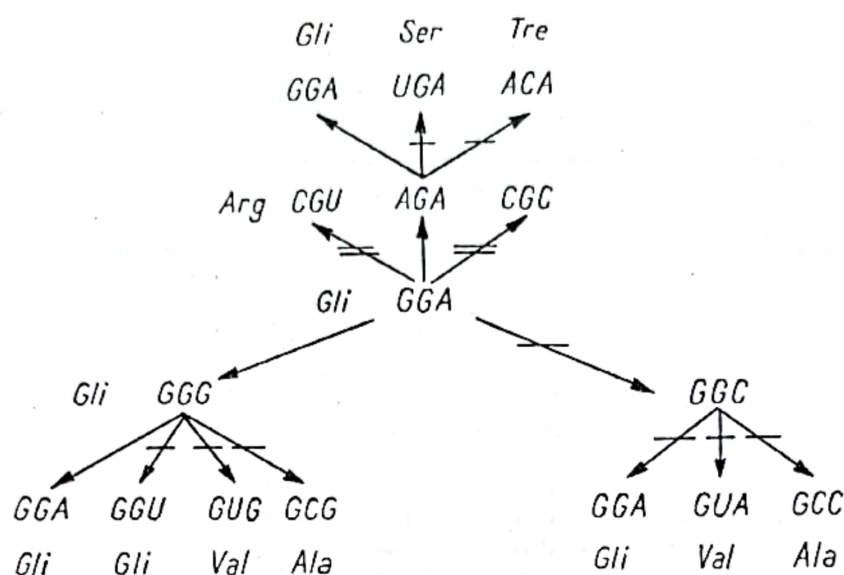 Gli Ser Tre
GGA UGA ACA
Arg CGU AGA CGC
Gli GGA
Gli GGG GGC
GGA GGU GUG GCG GGA GUA GCC
Gli Gli Val Ala Gli Val Ala